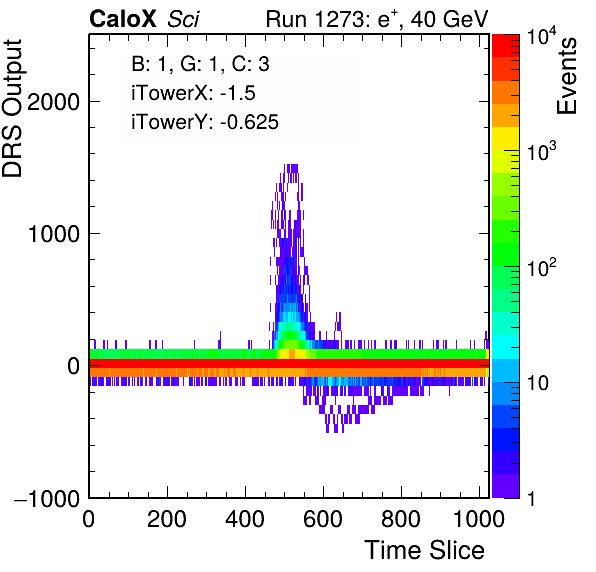 CaloX Sci Run 1273: e+, 40 GeV
B: 1, G: 1, C: 3
iTowerX: -1.5
iTowerY: -0.625
DRS Output
2000
1000
0
−1000
0 200 400 600 800 1000
Time Slice
Events
10^4
10^3
10^2
10
1